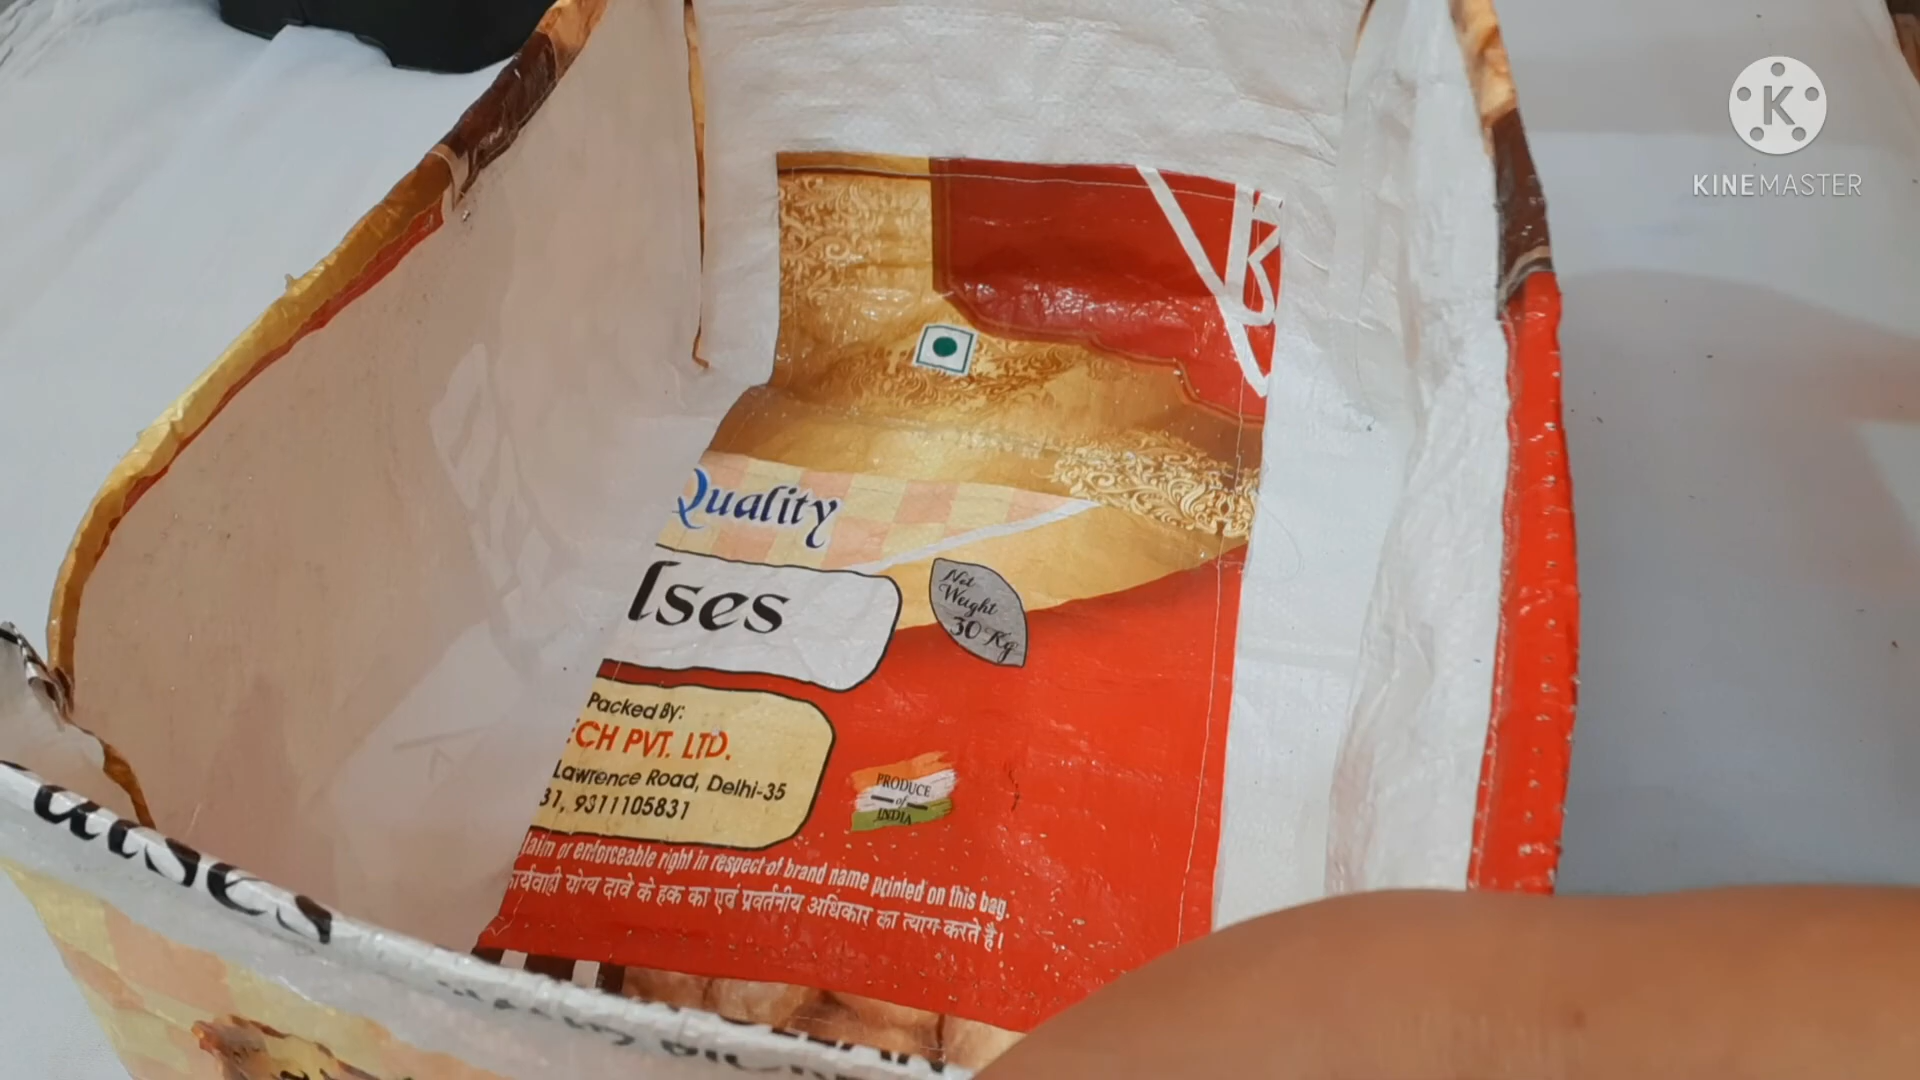 K
KINEMASTER
Quality
lses
Net
Weight
30 Kg
Packed By:
ECH PVT. LTD.
Lawrence Road, Delhi-35
31, 9311105831
PRODUCE
of
INDIA
laim or enforceable right in respect of brand name printed on this bag.
कार्यवाही योग्य दावे के हक का एवं प्रवर्तनीय अधिकार का त्याग करते है।
ulses